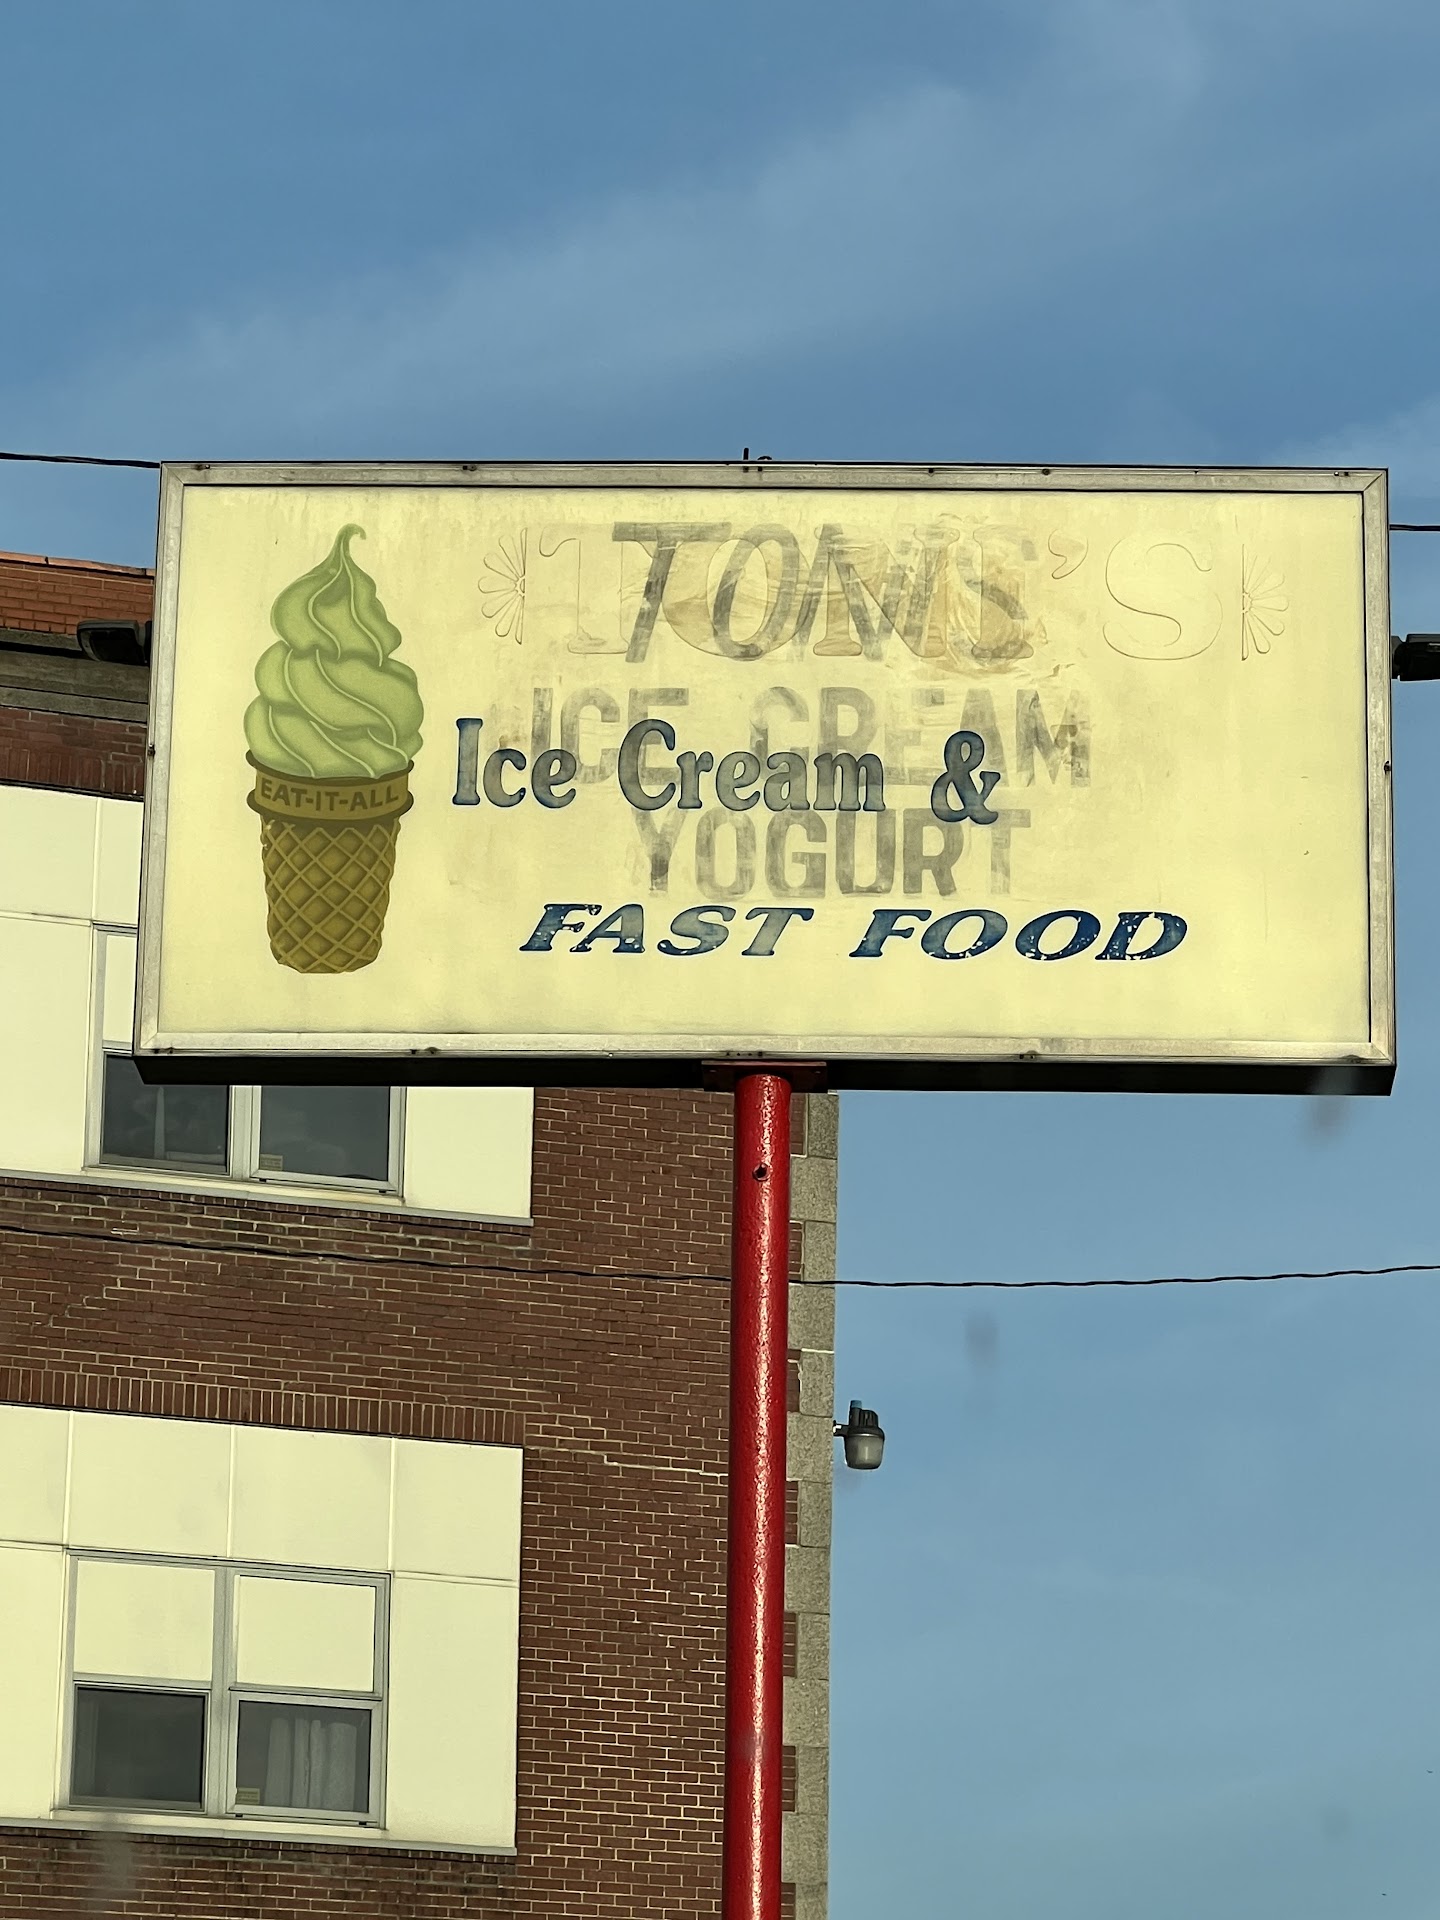 TOM'S
ICE CREAM
Ice Cream &
YOGURT
FAST FOOD
EAT-IT-ALL